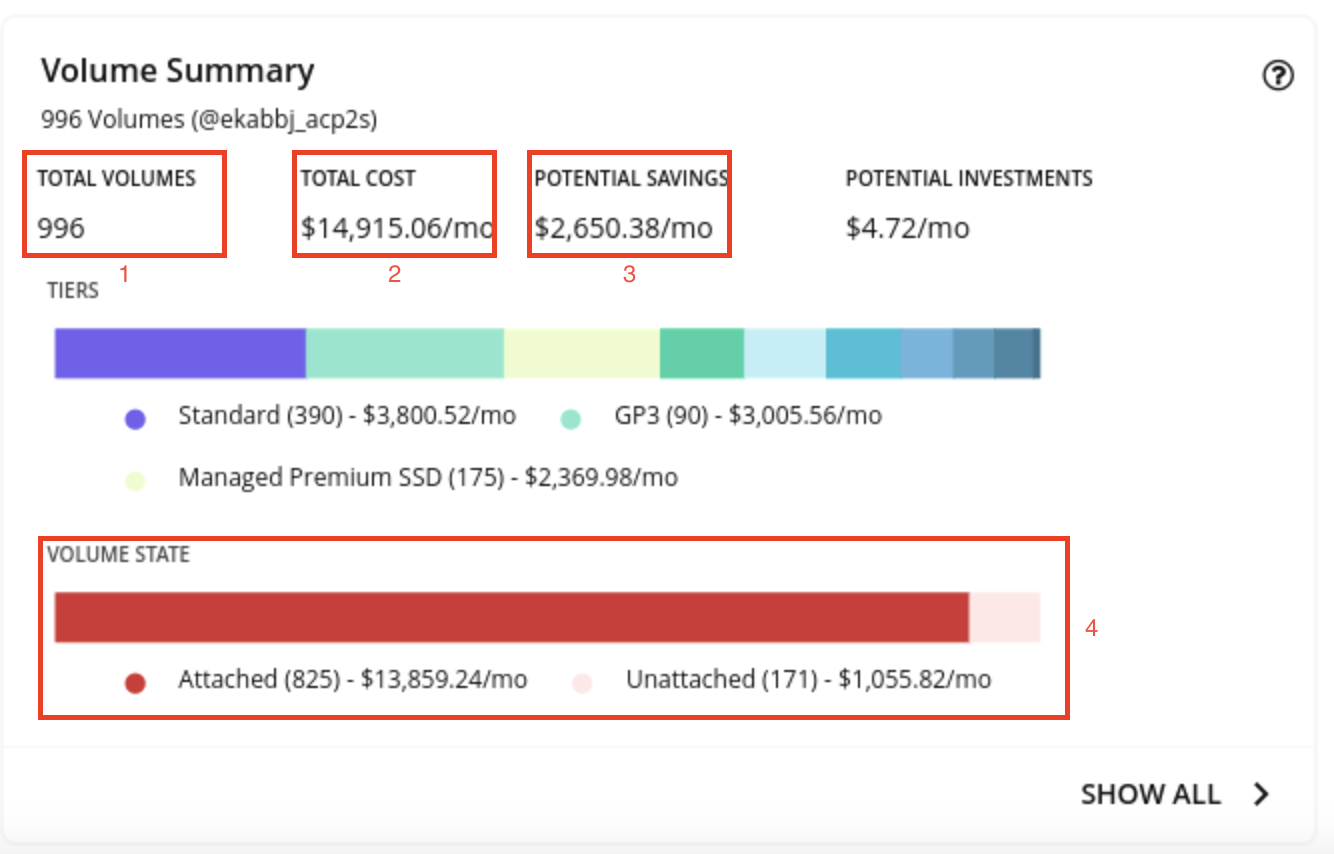 Volume Summary
996 Volumes (@ekabbj_acp2s)
TOTAL VOLUMES TOTAL COST POTENTIAL SAVINGS POTENTIAL INVESTMENTS
996 $14,915.06/mo $2,650.38/mo $4.72/mo
1 2 3
TIERS
Standard (390) - $3,800.52/mo GP3 (90) - $3,005.56/mo
Managed Premium SSD (175) - $2,369.98/mo
VOLUME STATE
4
Attached (825) - $13,859.24/mo Unattached (171) - $1,055.82/mo
SHOW ALL